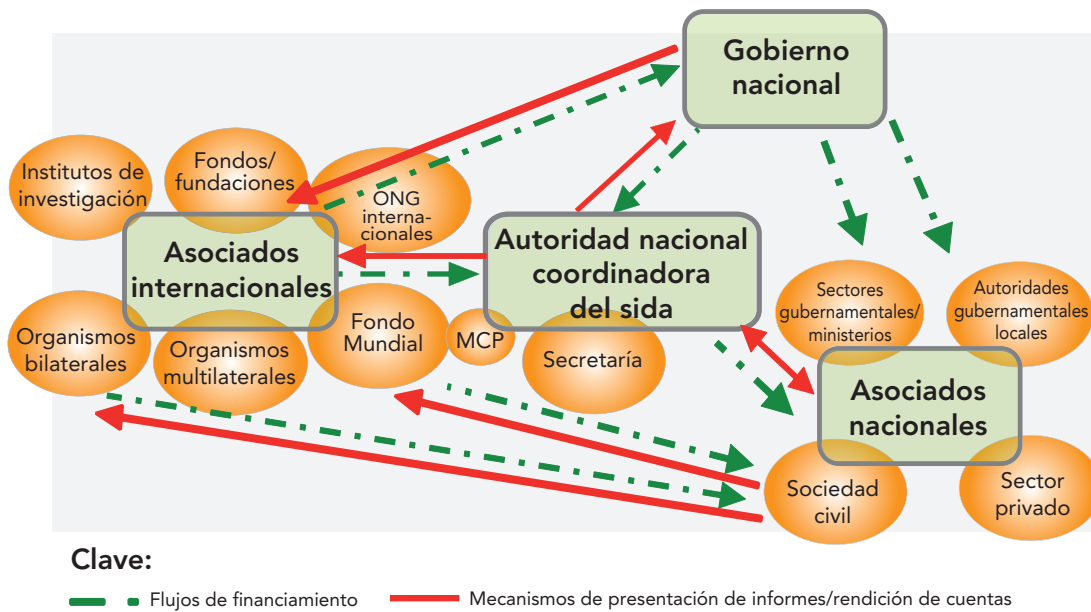 Gobierno
nacional
Institutos de
investigación
Fondos/
fundaciones
ONG
interna-
cionales
Asociados
internacionales
Autoridad nacional
coordinadora
del sida
Sectores
gubernamentales/
ministerios
Autoridades
gubernamentales
locales
Organismos
bilaterales
Organismos
multilaterales
Fondo
Mundial
MCP
Secretaría
Asociados
nacionales
Sociedad
civil
Sector
privado
Clave:
Flujos de financiamiento
Mecanismos de presentación de informes/rendición de cuentas